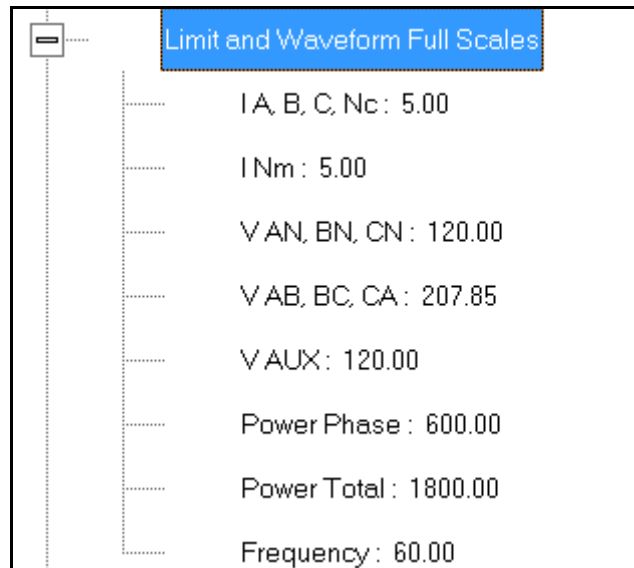 Limit and Waveform Full Scales
I A, B, C, Nc : 5.00
I Nm : 5.00
V AN, BN, CN : 120.00
V AB, BC, CA : 207.85
V AUX : 120.00
Power Phase : 600.00
Power Total : 1800.00
Frequency : 60.00